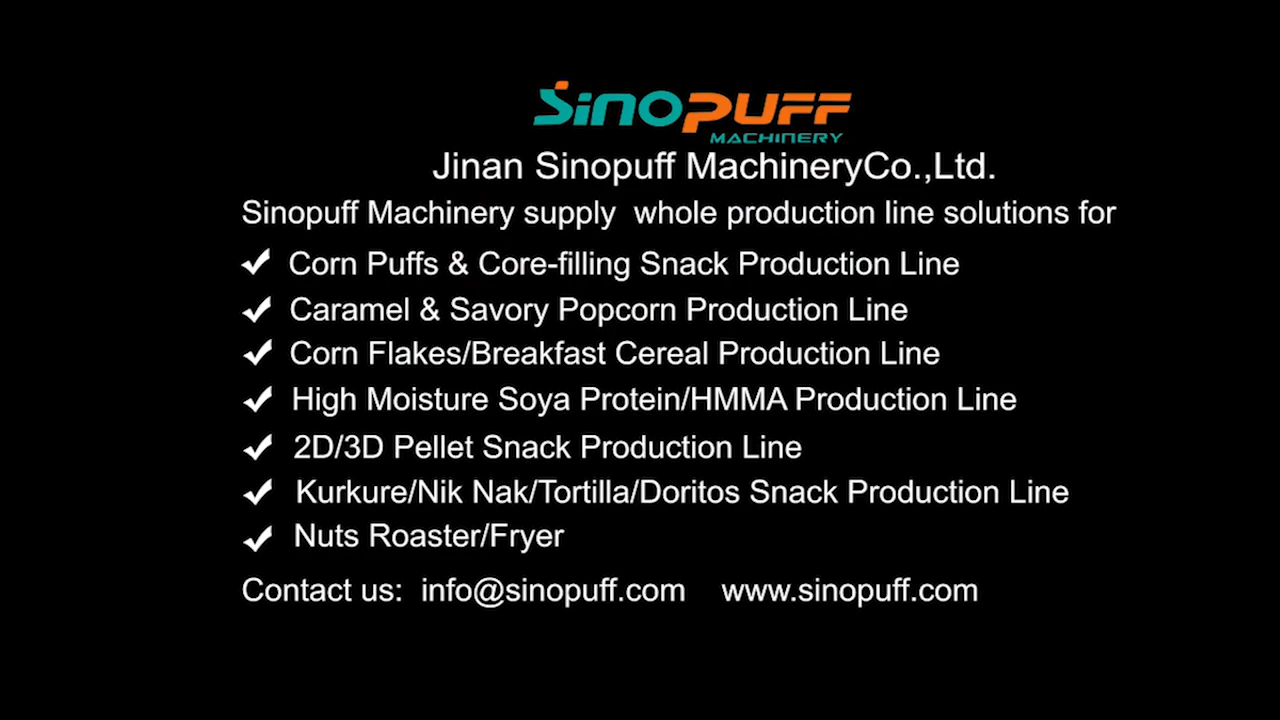 SINOPUFF
MACHINERY
Jinan Sinopuff MachineryCo.,Ltd.
Sinopuff Machinery supply  whole production line solutions for
✔ Corn Puffs & Core-filling Snack Production Line
✔ Caramel & Savory Popcorn Production Line
✔ Corn Flakes/Breakfast Cereal Production Line
✔ High Moisture Soya Protein/HMMA Production Line
✔ 2D/3D Pellet Snack Production Line
✔ Kurkure/Nik Nak/Tortilla/Doritos Snack Production Line
✔ Nuts Roaster/Fryer
Contact us:  info@sinopuff.com    www.sinopuff.com